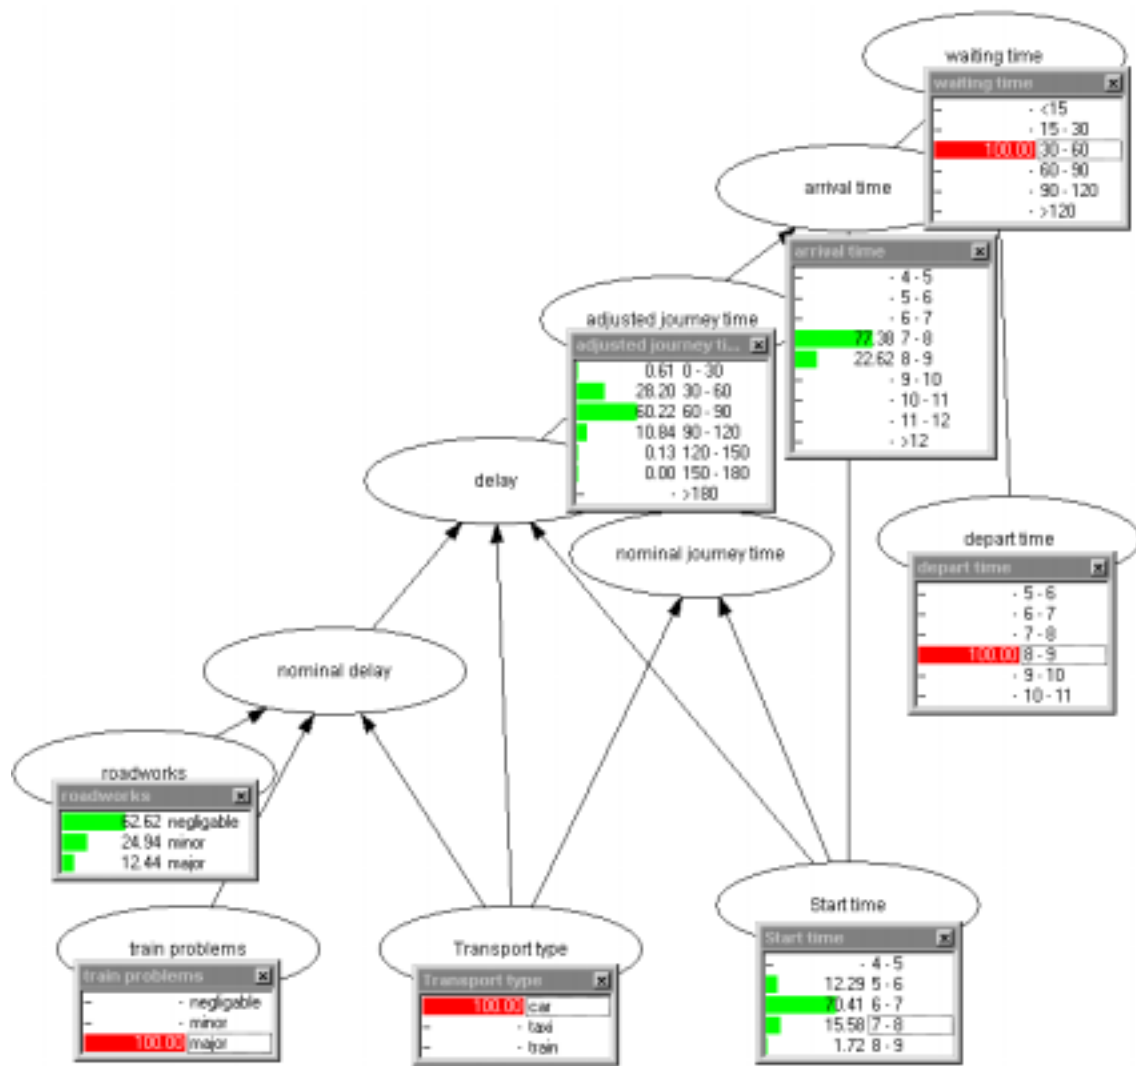 waiting time
waiting time
- - <15
- - 15 - 30
100.00 30 - 60
- - 60 - 90
- - 90 - 120
- - >120
arrival time
arrival time
- - 4 - 5
- - 5 - 6
- - 6 - 7
77.38 7 - 8
22.62 8 - 9
- - 9 - 10
- - 10 - 11
- - 11 - 12
- - >12
adjusted journey time
adjusted journey ti...
0.61 0 - 30
28.20 30 - 60
60.22 60 - 90
10.84 90 - 120
0.13 120 - 150
0.00 150 - 180
- - >180
delay
nominal journey time
depart time
depart time
- - 5 - 6
- - 6 - 7
- - 7 - 8
100.00 8 - 9
- - 9 - 10
- - 10 - 11
nominal delay
roadworks
roadworks
62.62 negligable
24.94 minor
12.44 major
train problems
train problems
- - negligable
- - minor
100.00 major
Transport type
Transport type
100.00 car
- - taxi
- - train
Start time
Start time
- - 4 - 5
12.29 5 - 6
70.41 6 - 7
15.58 7 - 8
1.72 8 - 9